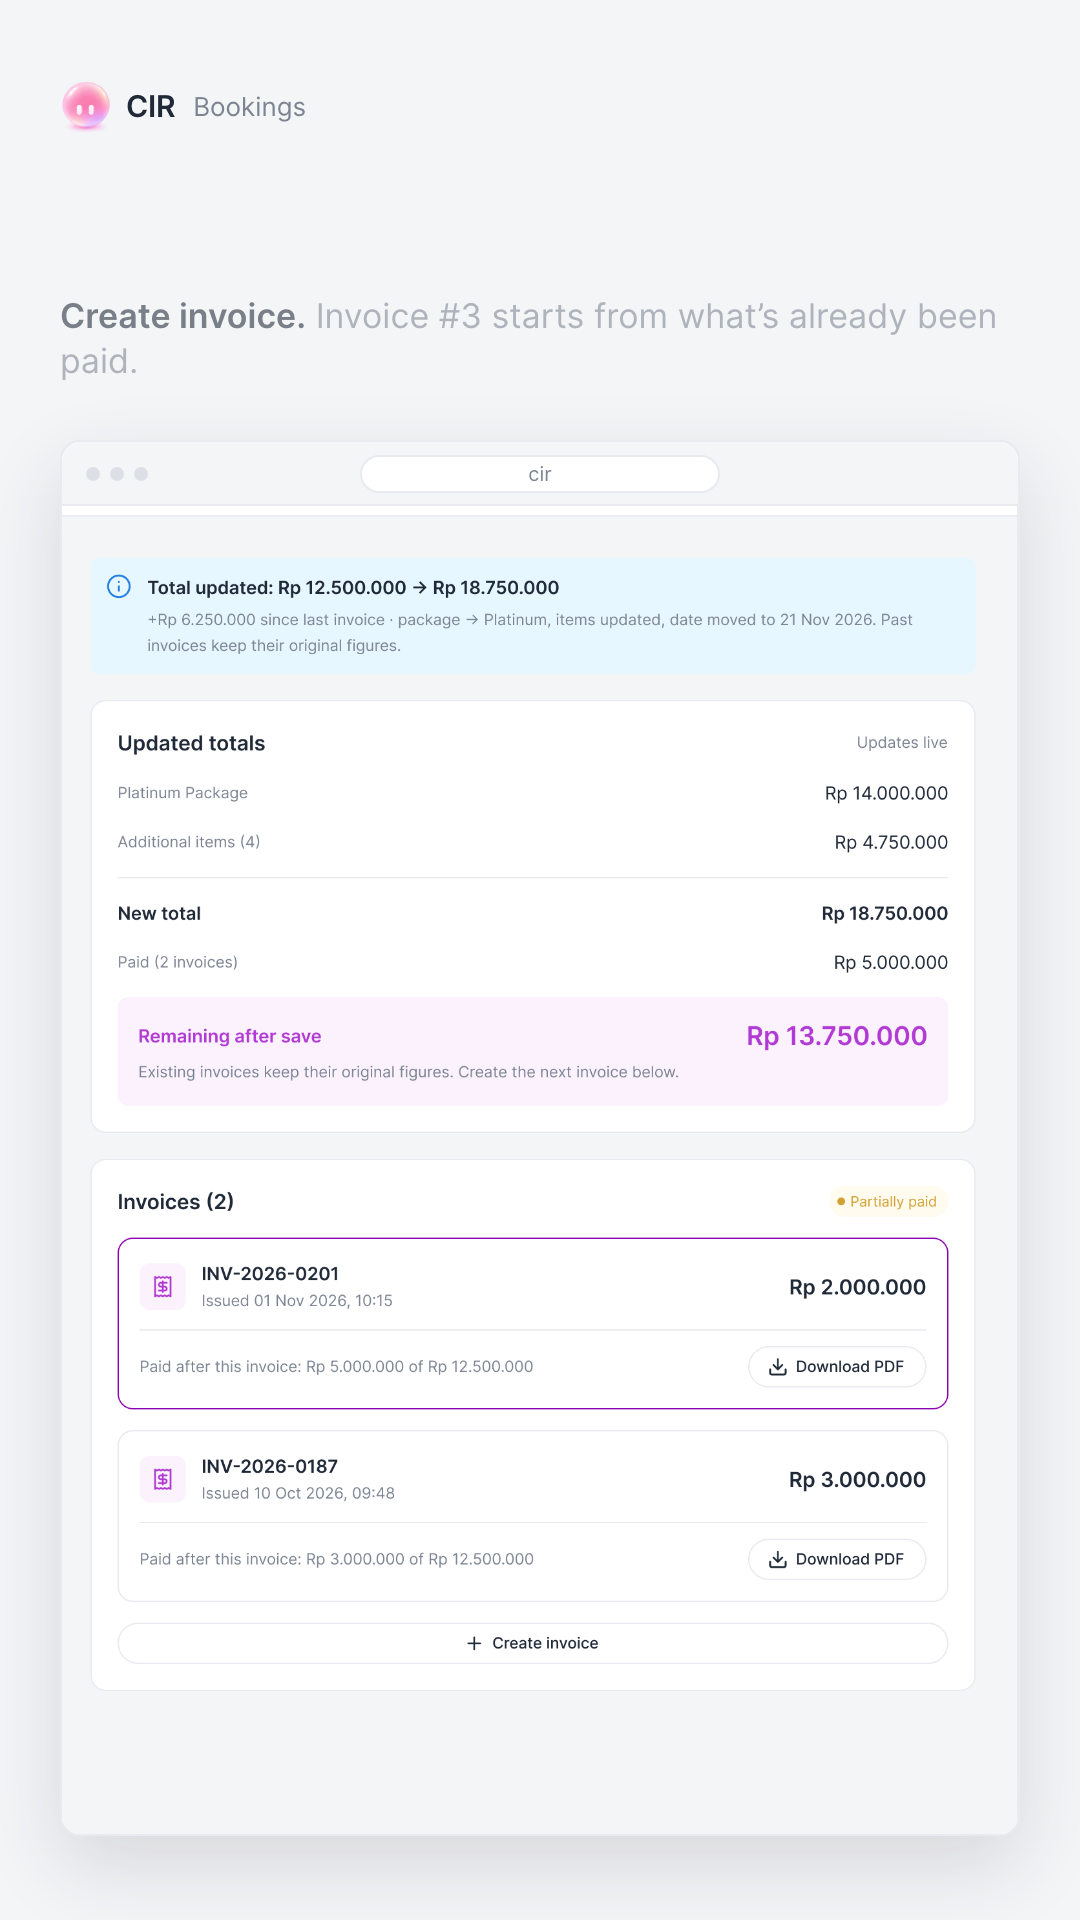 CIR Bookings
Create invoice. Invoice #3 starts from what’s already been
paid.
cir
Total updated: Rp 12.500.000 → Rp 18.750.000
+Rp 6.250.000 since last invoice · package → Platinum, items updated, date moved to 21 Nov 2026. Past
invoices keep their original figures.
Updated totals
Updates live
Platinum Package
Rp 14.000.000
Additional items (4)
Rp 4.750.000
New total
Rp 18.750.000
Paid (2 invoices)
Rp 5.000.000
Remaining after save
Rp 13.750.000
Existing invoices keep their original figures. Create the next invoice below.
Invoices (2)
Partially paid
INV-2026-0201
Issued 01 Nov 2026, 10:15
Rp 2.000.000
Paid after this invoice: Rp 5.000.000 of Rp 12.500.000
Download PDF
INV-2026-0187
Issued 10 Oct 2026, 09:48
Rp 3.000.000
Paid after this invoice: Rp 3.000.000 of Rp 12.500.000
Download PDF
Create invoice